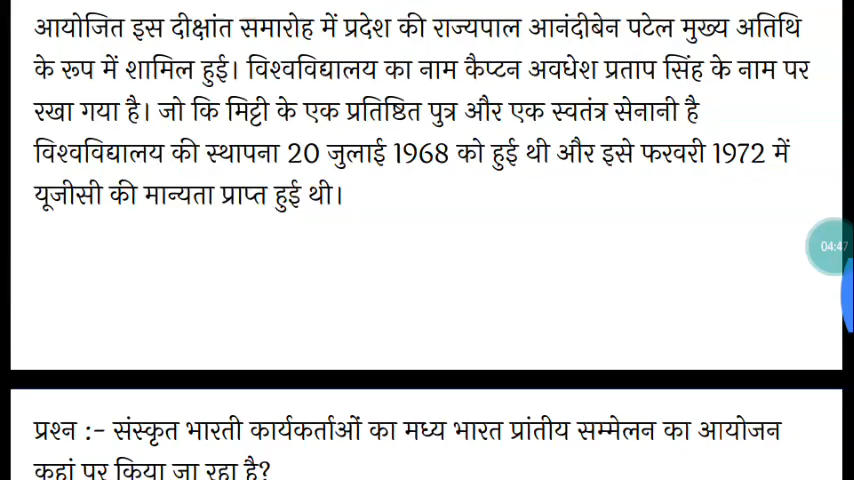 आयोजित इस दीक्षांत समारोह में प्रदेश की राज्यपाल आनंदीबेन पटेल मुख्य अतिथि
के रूप में शामिल हुई। विश्वविद्यालय का नाम कैप्टन अवधेश प्रताप सिंह के नाम पर
रखा गया है। जो कि मिट्टी के एक प्रतिष्ठित पुत्र और एक स्वतंत्र सेनानी है
विश्वविद्यालय की स्थापना 20 जुलाई 1968 को हुई थी और इसे फरवरी 1972 में
यूजीसी की मान्यता प्राप्त हुई थी।
04:47
प्रश्न :- संस्कृत भारती कार्यकर्ताओं का मध्य भारत प्रांतीय सम्मेलन का आयोजन
कहां पर किया जा रहा है?